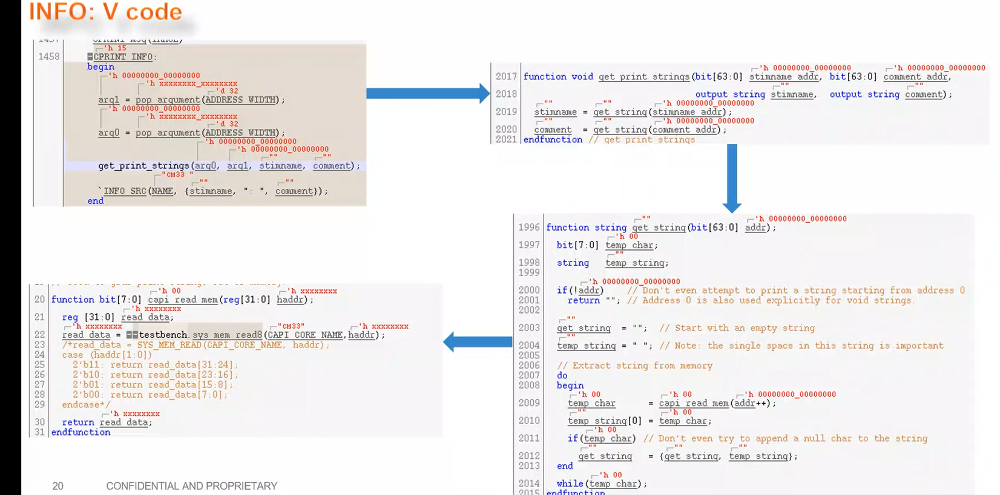 INFO: V code
'h 15
1458 CPRINT_INFO:
begin
'h 00000000_00000000
'h xxxxxxxx_xxxxxxxx
'd 32
arg1 = pop_argument(ADDRESS_WIDTH);
'h 00000000_00000000
'h xxxxxxxx_xxxxxxxx
'd 32
arg0 = pop_argument(ADDRESS_WIDTH);
'h 00000000_00000000
'h 00000000_00000000
"" ""
get_print_strings(arg0, arg1, stimname, comment);
"CM33 "
"" ""
`INFO_SRC(NAME, {stimname, ": ", comment});
end
'h 00000000_00000000 'h 00000000_00000000
2017 function void get_print_strings(bit[63:0] stimname_addr, bit[63:0] comment_addr,
"" ""
2018 output string stimname, output string comment);
"" "" 'h 00000000_00000000
2019 stimname = get_string(stimname_addr);
"" "" 'h 00000000_00000000
2020 comment = get_string(comment_addr);
2021 endfunction // get_print_strings
"" 'h 00000000_00000000
1996 function string get_string(bit[63:0] addr);
'h 00
1997 bit[7:0] temp_char;
""
1998 string temp_string;
1999
'h 00000000_00000000
2000 if(!addr) // Don't even attempt to print a string starting from address 0
2001 return ""; // Address 0 is also used explicitly for void strings.
2002
""
2003 get_string = ""; // Start with an empty string
""
2004 temp_string = " "; // Note: the single space in this string is important
2005
2006 // Extract string from memory
2007 do
2008 begin
'h 00 'h 00 'h 00000000_00000000
2009 temp_char = capi_read_mem(addr++);
"" 'h 00
2010 temp_string[0] = temp_char;
'h 00
2011 if(temp_char) // Don't even try to append a null char to the string
"" "" ""
2012 get_string = {get_string, temp_string};
2013 end
'h 00
2014 while(temp_char);
2015 endfunction
'h 00 'h xxxxxxxx
20 function bit[7:0] capi_read_mem(reg[31:0] haddr);
'h xxxxxxxx
21 reg [31:0] read_data;
'h xxxxxxxx "CM33" 'h xxxxxxxx
22 read_data = testbench.sys_mem_read8(CAPI_CORE_NAME,haddr);
23 /*read_data = SYS_MEM_READ(CAPI_CORE_NAME, haddr);
24 case (haddr[1:0])
25 2'b11: return read_data[31:24];
26 2'b10: return read_data[23:16];
27 2'b01: return read_data[15:8];
28 2'b00: return read_data[7:0];
29 endcase*/
'h xxxxxxxx
30 return read_data;
31 endfunction
20 CONFIDENTIAL AND PROPRIETARY